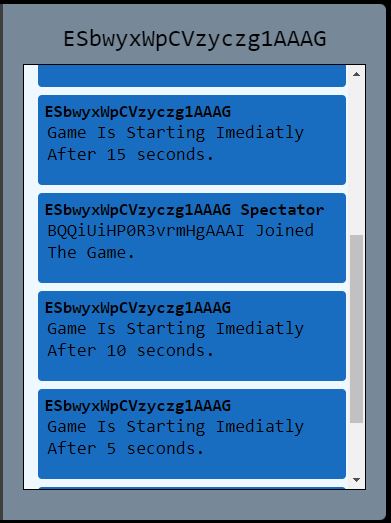 ESbwyxWpCVzyczg1AAAG
ESbwyxWpCVzyczg1AAAG
Game Is Starting Imediatly
After 15 seconds.
ESbwyxWpCVzyczg1AAAG Spectator
BQQiUiHP0R3vrmHgAAAI Joined
The Game.
ESbwyxWpCVzyczg1AAAG
Game Is Starting Imediatly
After 10 seconds.
ESbwyxWpCVzyczg1AAAG
Game Is Starting Imediatly
After 5 seconds.